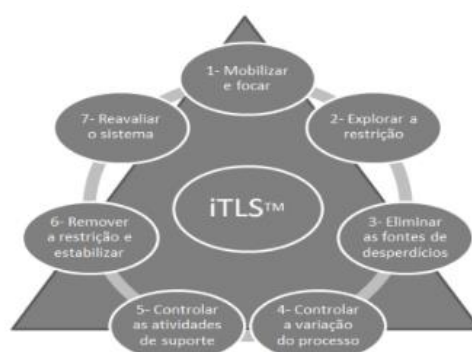 1- Mobilizar
e focar
2- Explorar a
restrição
3- Eliminar
as fontes de
desperdícios
4- Controlar
a variação
do processo
5- Controlar
as atividades
de suporte
6- Remover
a restrição e
estabilizar
7- Reavaliar
o sistema
iTLS™